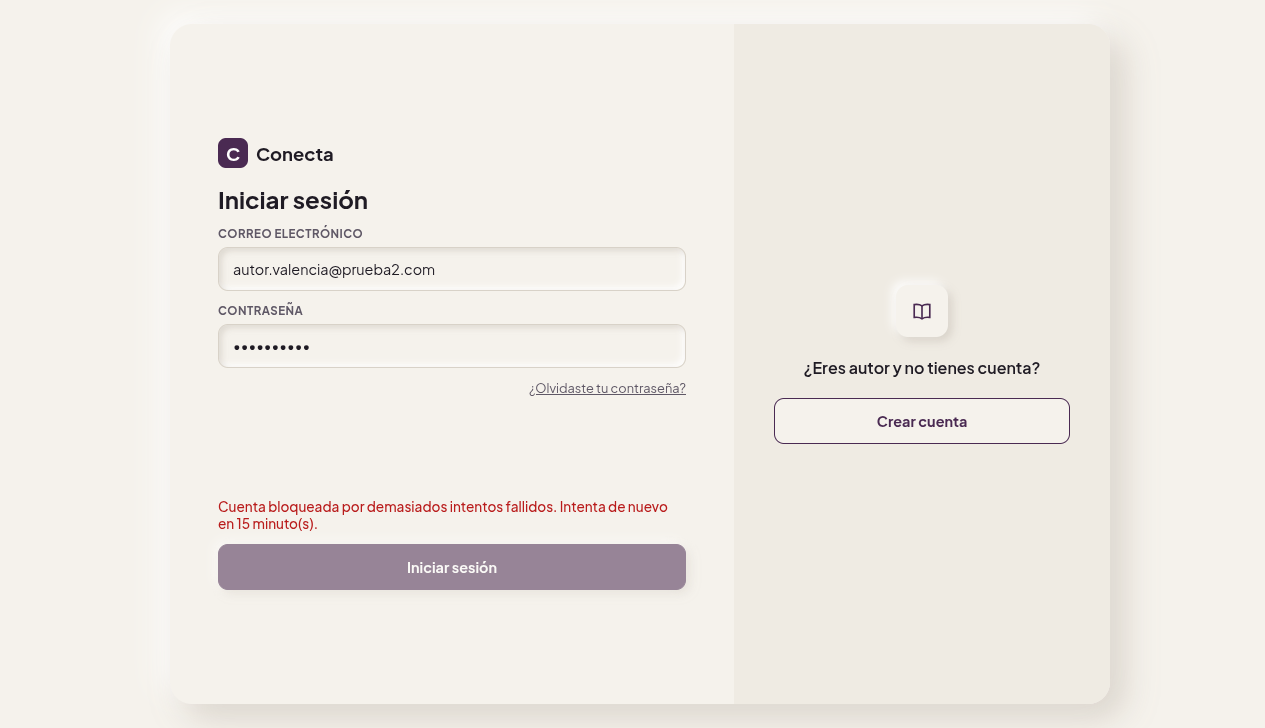 C Conecta
Iniciar sesión
CORREO ELECTRÓNICO
autor.valencia@prueba2.com
CONTRASEÑA
••••••••••
¿Olvidaste tu contraseña?
Cuenta bloqueada por demasiados intentos fallidos. Intenta de nuevo
en 15 minuto(s).
Iniciar sesión
¿Eres autor y no tienes cuenta?
Crear cuenta